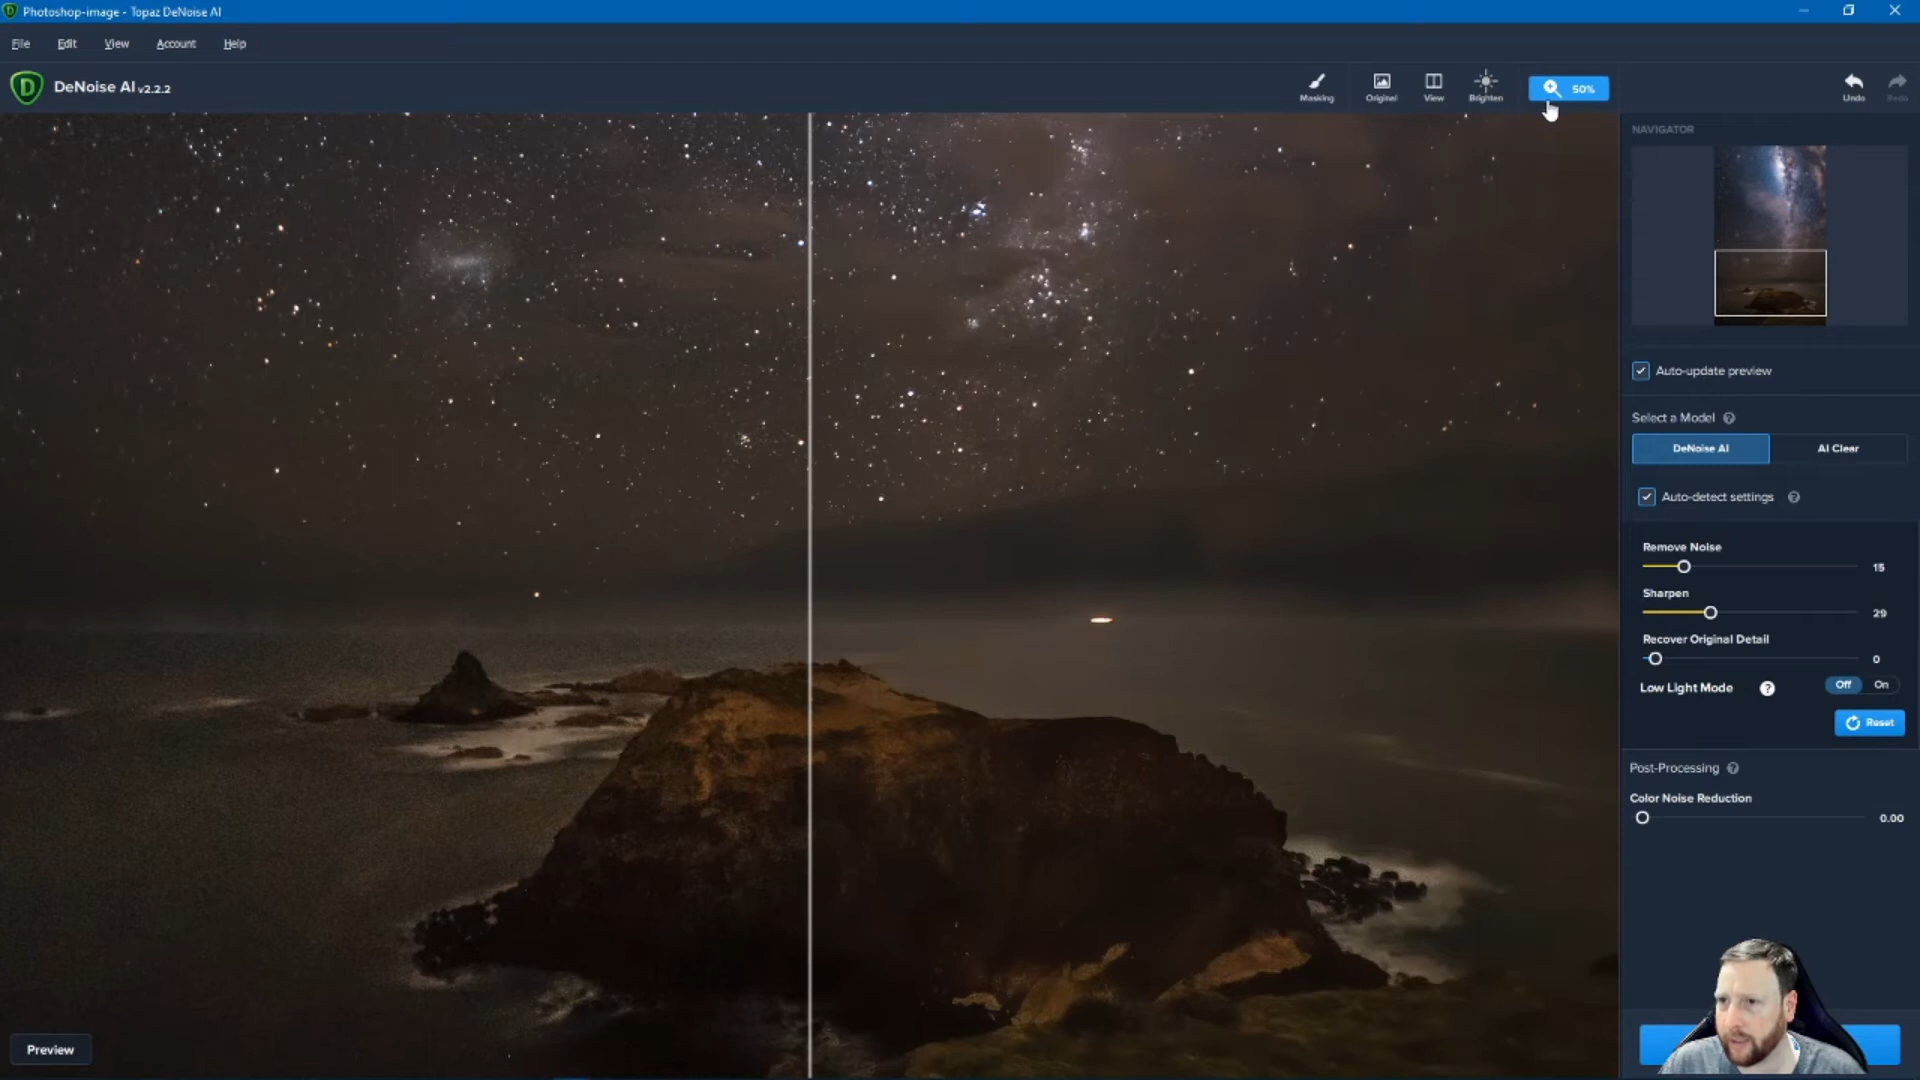 Photoshop-image - Topaz DeNoise AI
File Edit View Account Help
DeNoise AI v2.2.2
Masking Original View Brighten 50% Undo Redo
NAVIGATOR
Auto-update preview
Select a Model
DeNoise AI AI Clear
Auto-detect settings
Remove Noise
15
Sharpen
29
Recover Original Detail
0
Low Light Mode Off On
Reset
Post-Processing
Color Noise Reduction
0.00
Preview